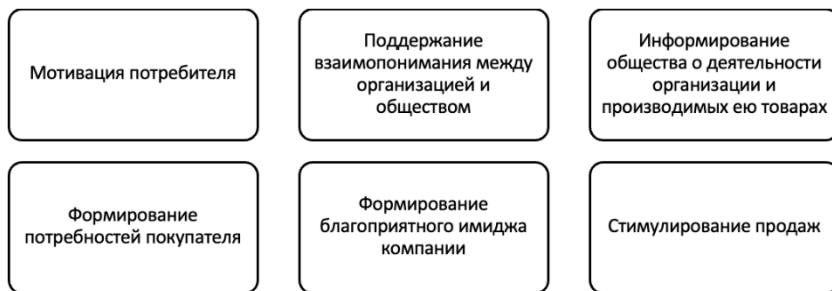 Мотивация потребителя
Поддержание
взаимопонимания между
организацией и
обществом
Информирование
общества о деятельности
организации и
производимых ею товарах
Формирование
потребностей покупателя
Формирование
благоприятного имиджа
компании
Стимулирование продаж